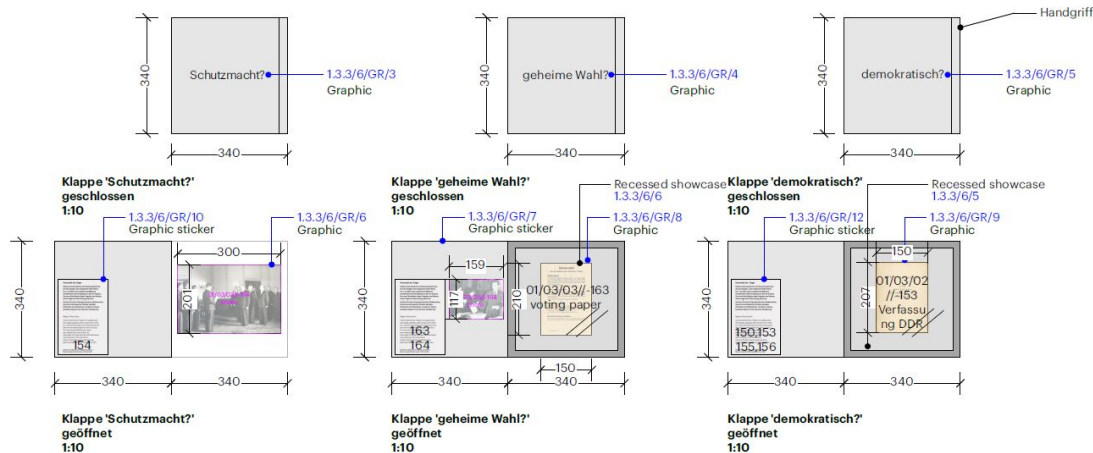 Handgriff
Schutzmacht?
1.3.3/6/GR/3
Graphic
340
340
geheime Wahl?
1.3.3/6/GR/4
Graphic
340
340
demokratisch?
1.3.3/6/GR/5
Graphic
340
340
Klappe 'Schutzmacht?'
geschlossen
1:10
Klappe 'geheime Wahl?'
geschlossen
1:10
Klappe 'demokratisch?'
geschlossen
1:10
1.3.3/6/GR/10
Graphic sticker
1.3.3/6/GR/6
Graphic
300
201
154
340
340
340
1.3.3/6/GR/7
Graphic sticker
Recessed showcase
1.3.3/6/6
1.3.3/6/GR/8
Graphic
159
117
210
01/03/03//-163
voting paper
163
164
150
340
340
340
1.3.3/6/GR/12
Graphic sticker
Recessed showcase
1.3.3/6/5
1.3.3/6/GR/9
Graphic
150
207
01/03/02
//-153
Verfassu
ng DDR
150,153
155,156
340
340
340
Klappe 'Schutzmacht?'
geöffnet
1:10
Klappe 'geheime Wahl?'
geöffnet
1:10
Klappe 'demokratisch?'
geöffnet
1:10